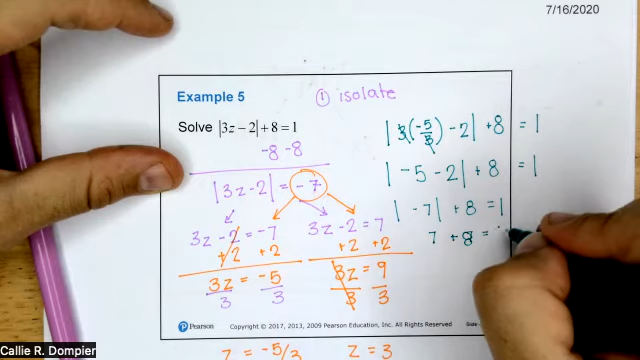 7/16/2020
Example 5
① isolate
Solve |3z − 2| + 8 = 1
-8 -8
|3z-2| = -7
3z-2 = -7
+2 +2
3z = -5
3 3
z = -5/3
3z-2 = 7
+2 +2
3z = 9
3 3
z = 3
|3(-5/3) -2| +8 = 1
|-5 -2| +8 = 1
|-7| +8 = 1
7 +8 =
Pearson
Copyright © 2017, 2013, 2009 Pearson Education, Inc. All Rights Reserved
Slide
Callie R. Dompier